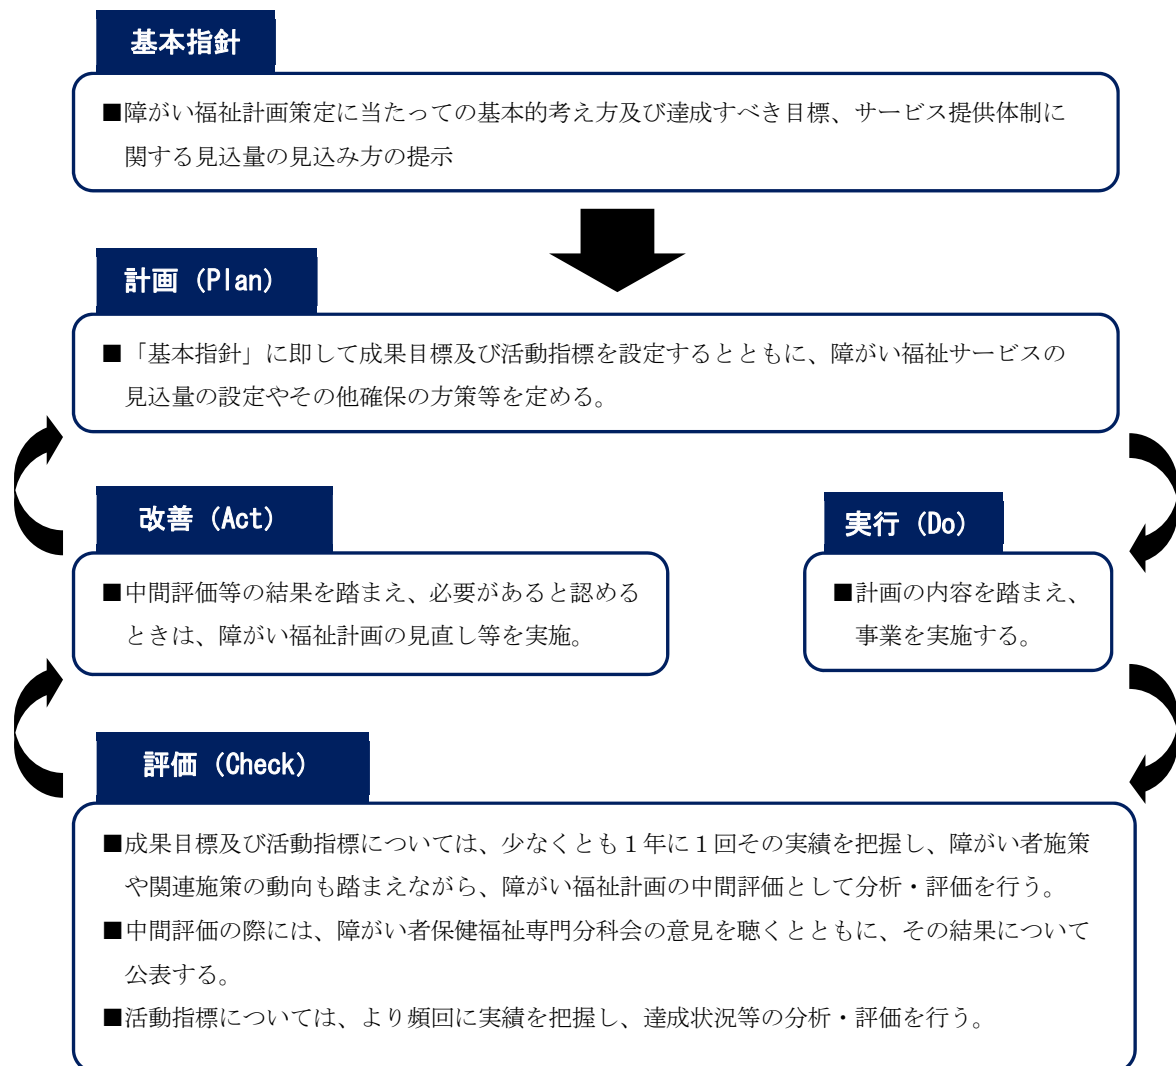 基本指針
■障がい福祉計画策定に当たっての基本的考え方及び達成すべき目標、サービス提供体制に
関する見込量の見込み方の提示
計画（Plan）
■「基本指針」に即して成果目標及び活動指標を設定するとともに、障がい福祉サービスの
見込量の設定やその他確保の方策等を定める。
改善（Act）
■中間評価等の結果を踏まえ、必要があると認める
ときは、障がい福祉計画の見直し等を実施。
実行（Do）
■計画の内容を踏まえ、
事業を実施する。
評価（Check）
■成果目標及び活動指標については、少なくとも１年に１回その実績を把握し、障がい者施策
や関連施策の動向も踏まえながら、障がい福祉計画の中間評価として分析・評価を行う。
■中間評価の際には、障がい者保健福祉専門分科会の意見を聴くとともに、その結果について
公表する。
■活動指標については、より頻回に実績を把握し、達成状況等の分析・評価を行う。